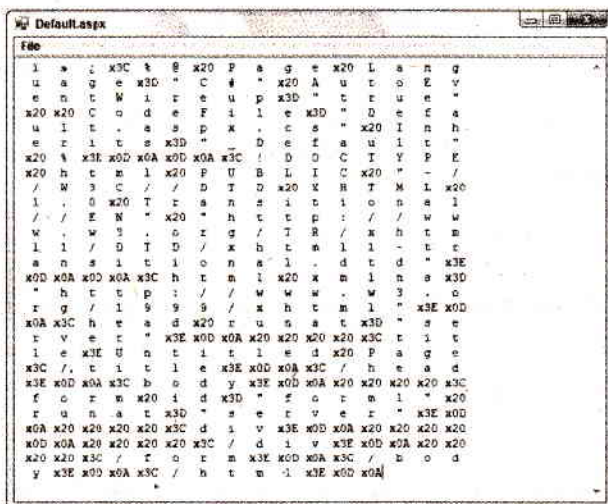 Default.aspx
File
ï » ¿ x3C % @ x20 P a g e x20 L a n g
u a g e x3D " C # " x20 A u t o E v
e n t W i r e u p x3D " t r u e "
x20 x20 C o d e F i l e x3D " D e f a
u l t . a s p x . c s " x20 I n h
e r i t s x3D " _ D e f a u l t "
x20 % x3E x0D x0A x0D x0A x3C ! D O C T Y P E
x20 h t m l x20 P U B L I C x20 " - /
/ W 3 C / / D T D x20 X H T M L x20
1 . 0 x20 T r a n s i t i o n a l
/ / E N " x20 " h t t p : / / w w
w . w 3 . o r g / T R / x h t m
l 1 / D T D / x h t m l 1 - t r
a n s i t i o n a l . d t d " x3E
x0D x0A x0D x0A x3C h t m l x20 x m l n s x3D
" h t t p : / / w w w . w 3 . o
r g / 1 9 9 9 / x h t m l " x3E x0D
x0A x3C h e a d x20 r u n a t x3D " s e
r v e r " x3E x0D x0A x20 x20 x20 x20 x3C t i t
l e x3E U n t i t l e d x20 P a g e
x3C /, t i t l e x3E x0D x0A x3C / h e a d
x3E x0D x0A x3C b o d y x3E x0D x0A x20 x20 x20 x20 x3C
f o r m x20 i d x3D " f o r m 1 " x20
r u n a t x3D " s e r v e r " x3E x0D
x0A x20 x20 x20 x20 x3C d i v x3E x0D x0A x20 x20 x20 x20
x0D x0A x20 x20 x20 x20 x3C / d i v x3E x0D x0A x20 x20
x20 x20 x3C / f o r m x3E x0D x0A x3C / b o d
y x3E x0D x0A x3C / h t m l x3E x0D x0A